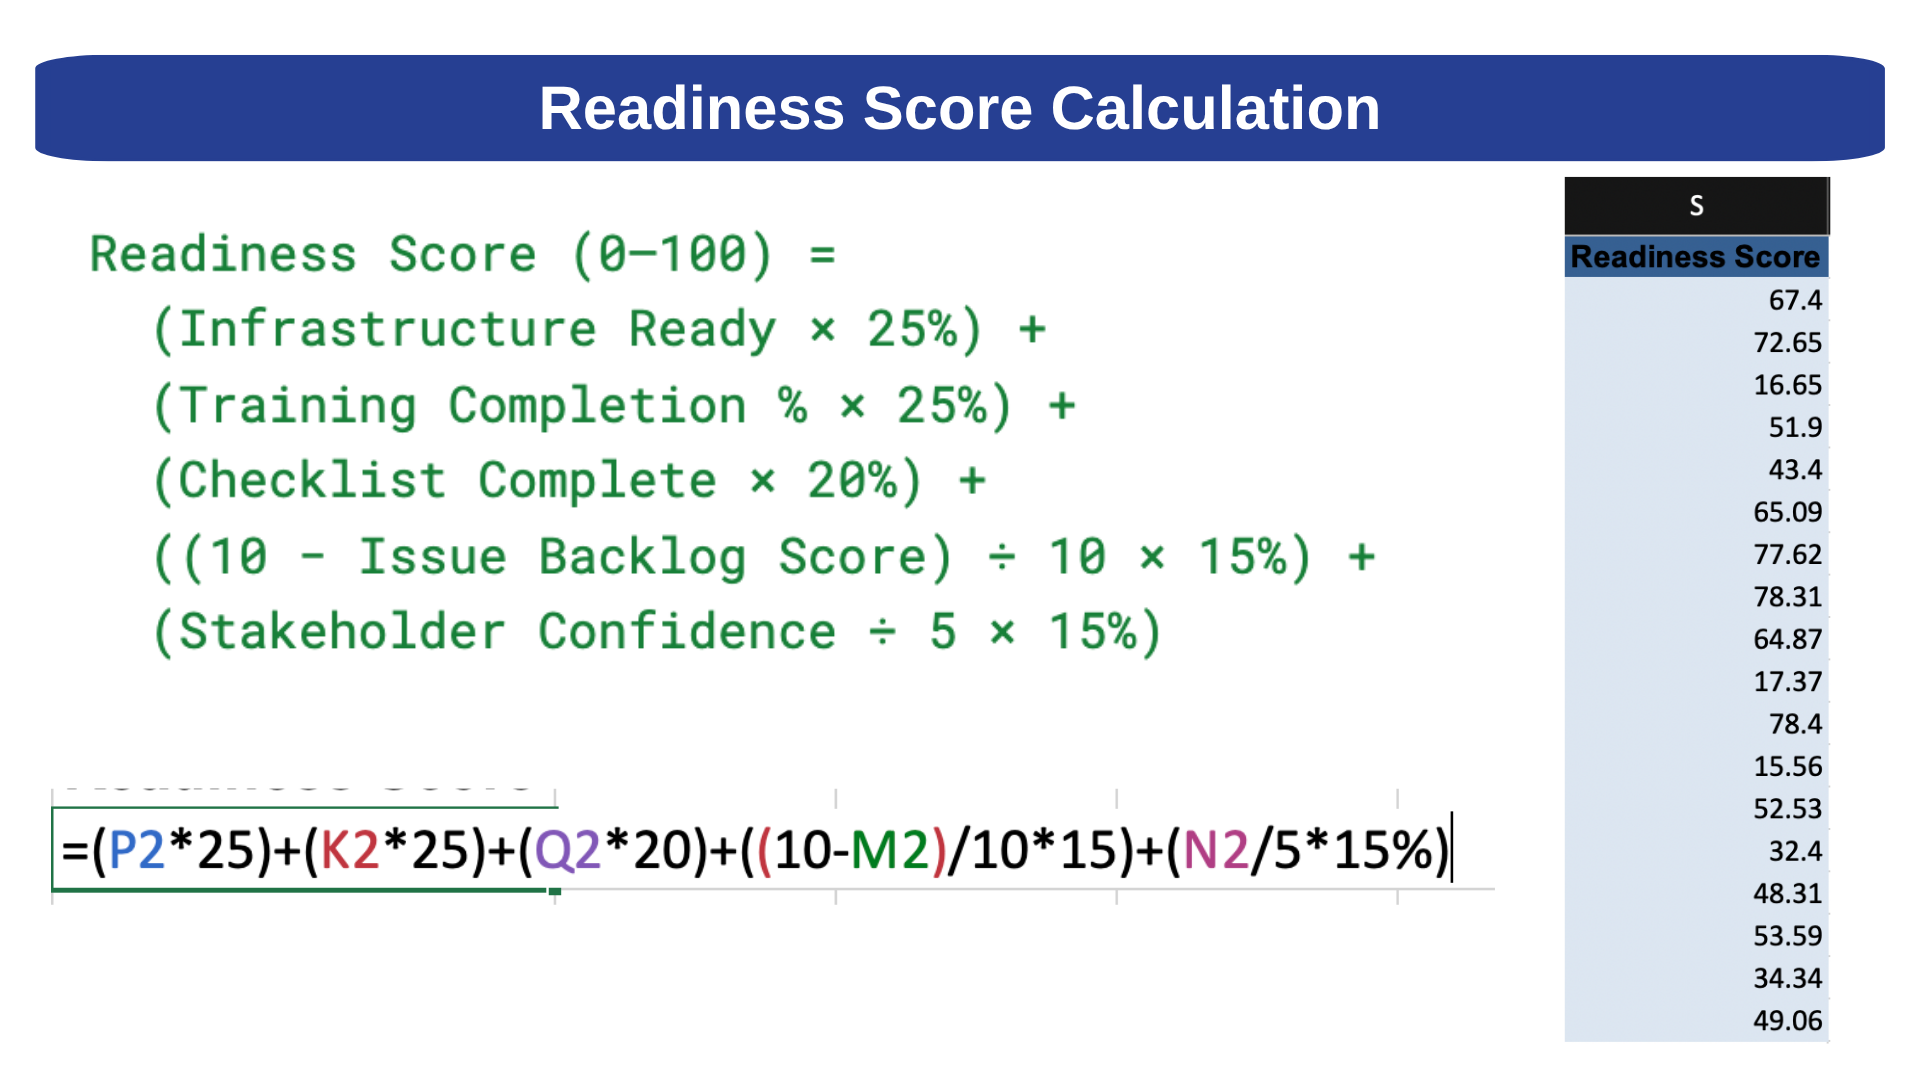 Readiness Score Calculation
Readiness Score (0–100) =
(Infrastructure Ready × 25%) +
(Training Completion % × 25%) +
(Checklist Complete × 20%) +
((10 - Issue Backlog Score) ÷ 10 × 15%) +
(Stakeholder Confidence ÷ 5 × 15%)
=(P2*25)+(K2*25)+(Q2*20)+((10-M2)/10*15)+(N2/5*15%)
S
Readiness Score
67.4
72.65
16.65
51.9
43.4
65.09
77.62
78.31
64.87
17.37
78.4
15.56
52.53
32.4
48.31
53.59
34.34
49.06